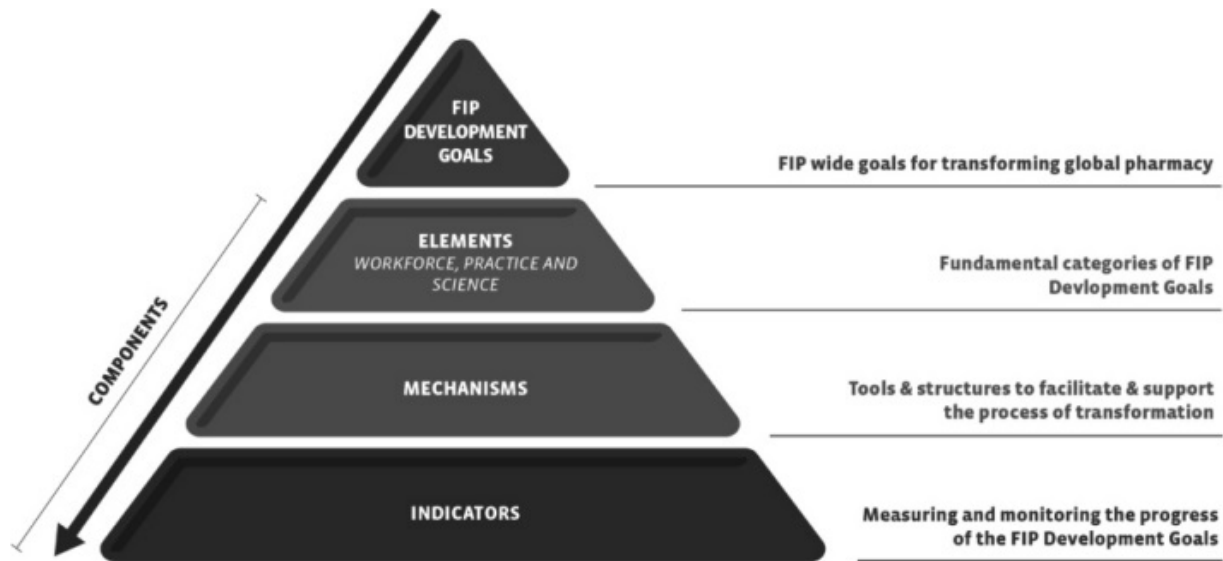 FIP
DEVELOPMENT
GOALS
FIP wide goals for transforming global pharmacy
ELEMENTS
WORKFORCE, PRACTICE AND
SCIENCE
Fundamental categories of FIP
Devlopment Goals
COMPONENTS
MECHANISMS
Tools & structures to facilitate & support
the process of transformation
INDICATORS
Measuring and monitoring the progress
of the FIP Development Goals